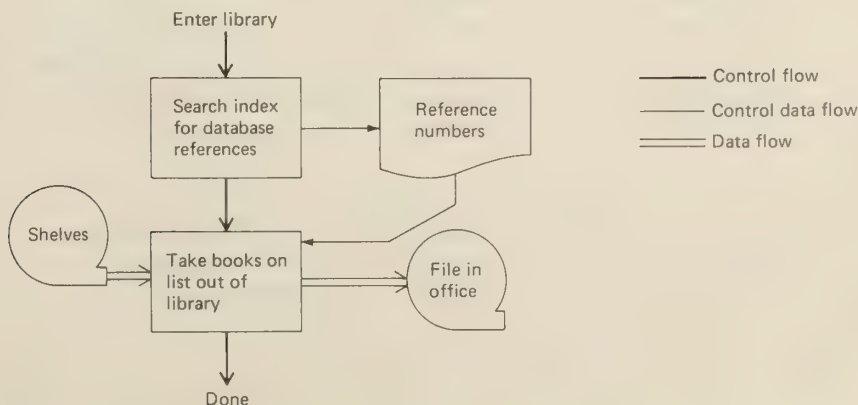 Enter library
Search index
for database
references
Reference
numbers
Control flow
Control data flow
Data flow
Shelves
Take books on
list out of
library
File in
office
Done